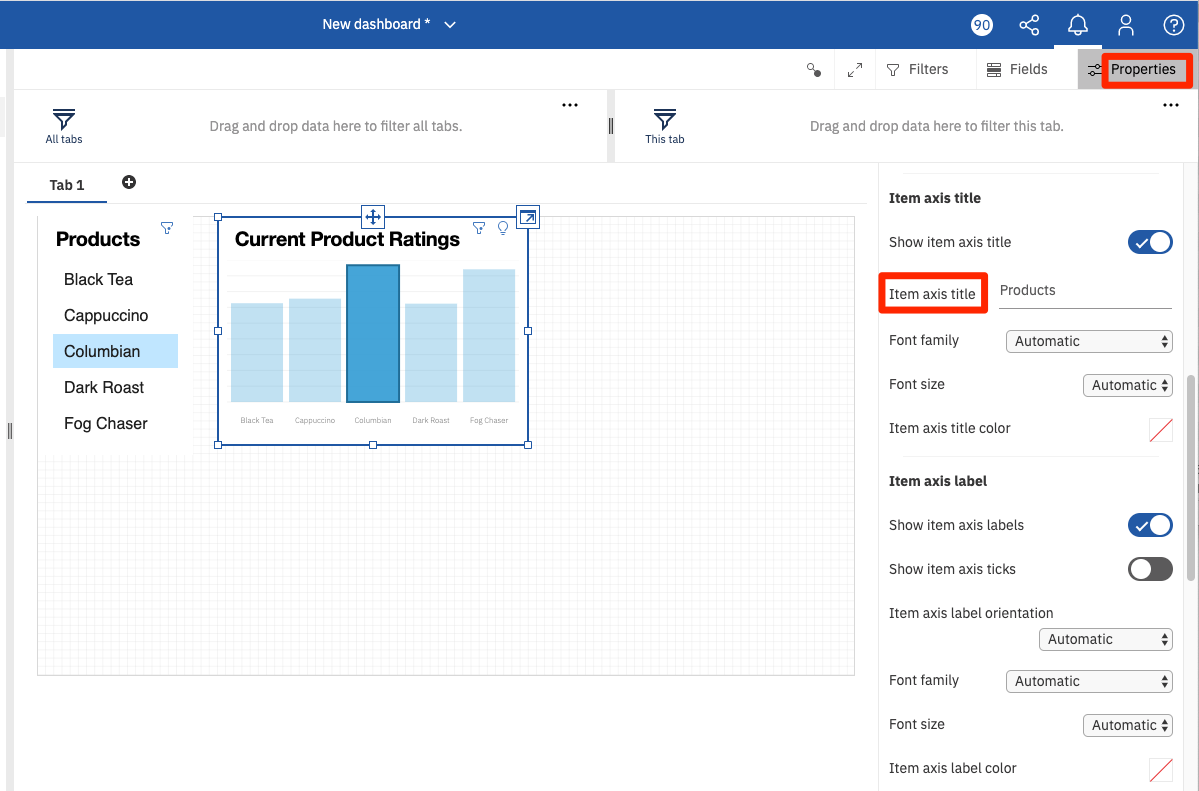 New dashboard *
90
Filters
Fields
Properties
All tabs
Drag and drop data here to filter all tabs.
This tab
Drag and drop data here to filter this tab.
Tab 1
Products
Black Tea
Cappuccino
Columbian
Dark Roast
Fog Chaser
Current Product Ratings
Black Tea Cappuccino Columbian Dark Roast Fog Chaser
Item axis title
Show item axis title
Item axis title Products
Font family Automatic
Font size Automatic
Item axis title color
Item axis label
Show item axis labels
Show item axis ticks
Item axis label orientation
Automatic
Font family Automatic
Font size Automatic
Item axis label color